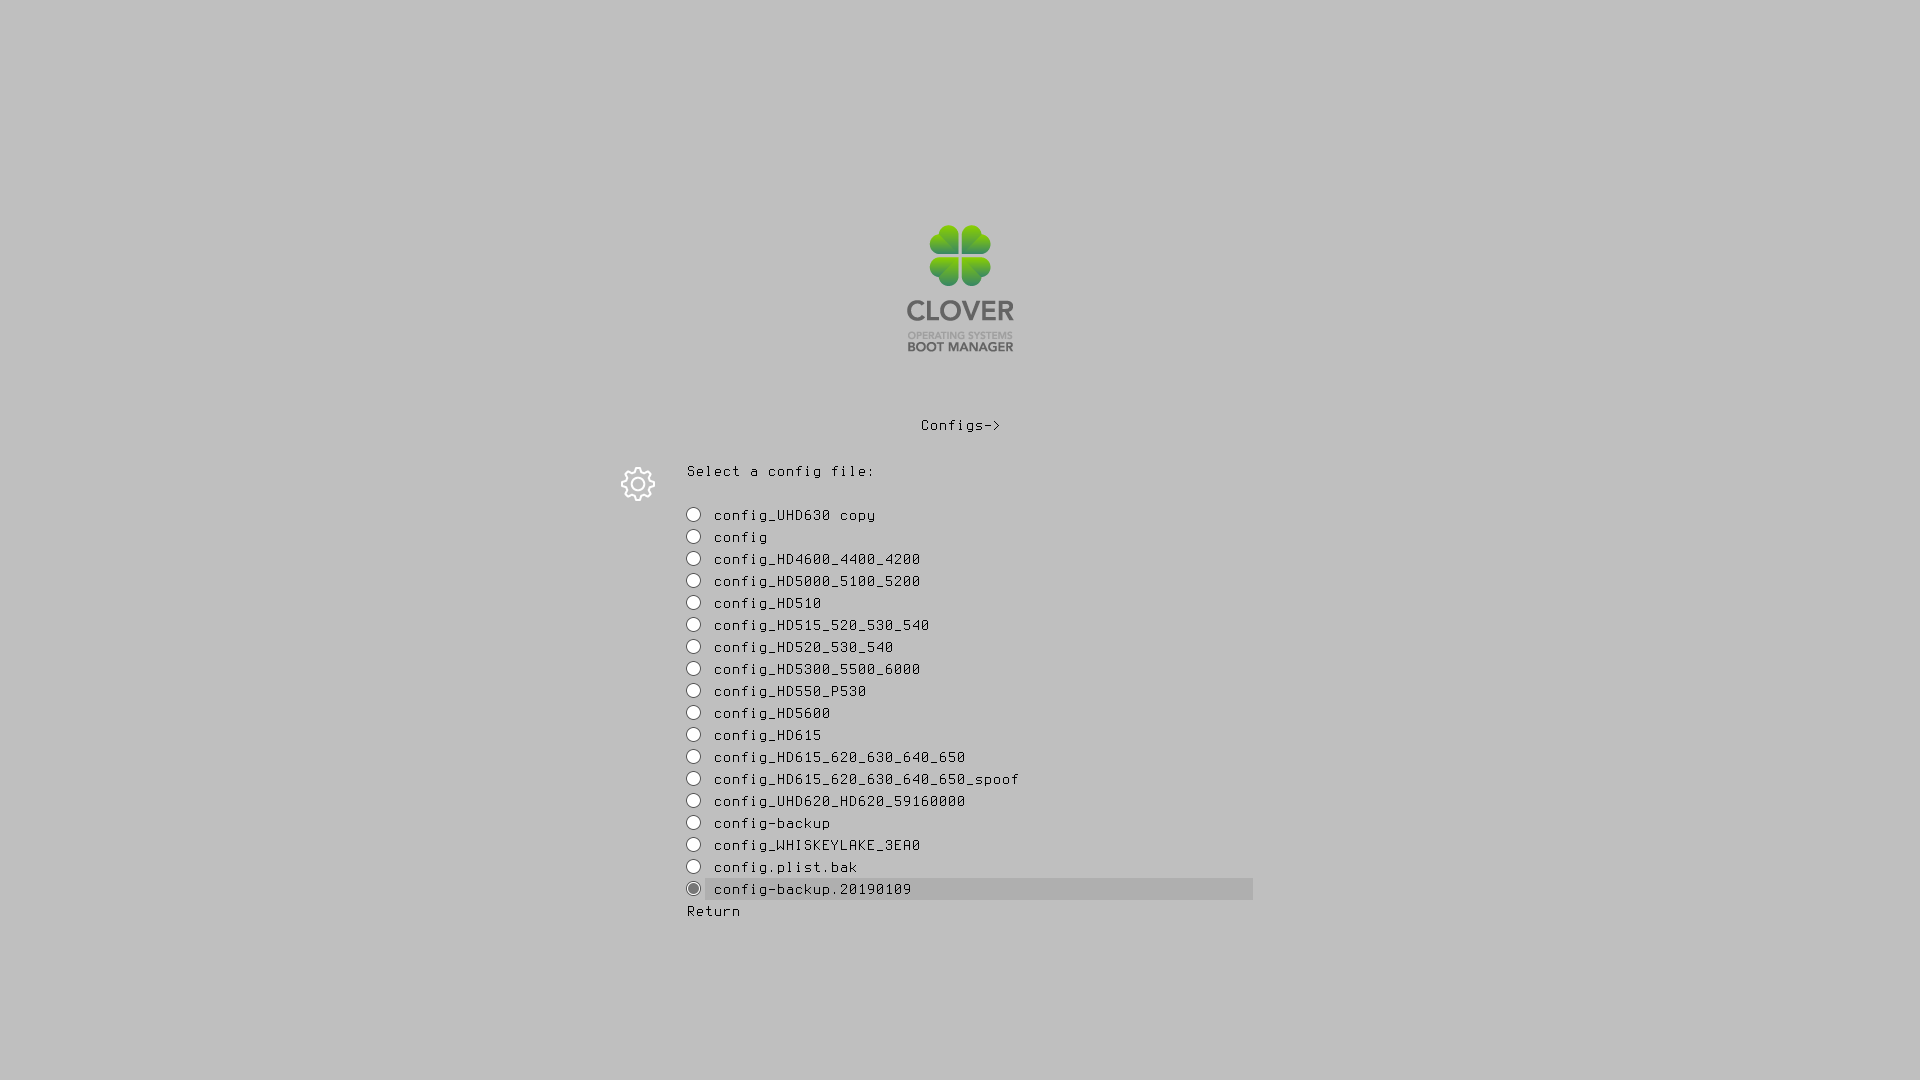 CLOVER
OPERATING SYSTEMS
BOOT MANAGER
Configs->
Select a config file:
config_UHD630 copy
config
config_HD4600_4400_4200
config_HD5000_5100_5200
config_HD510
config_HD515_520_530_540
config_HD520_530_540
config_HD5300_5500_6000
config_HD550_P530
config_HD5600
config_HD615
config_HD615_620_630_640_650
config_HD615_620_630_640_650_spoof
config_UHD620_HD620_59160000
config-backup
config_WHISKEYLAKE_3EA0
config.plist.bak
config-backup.20190109
Return